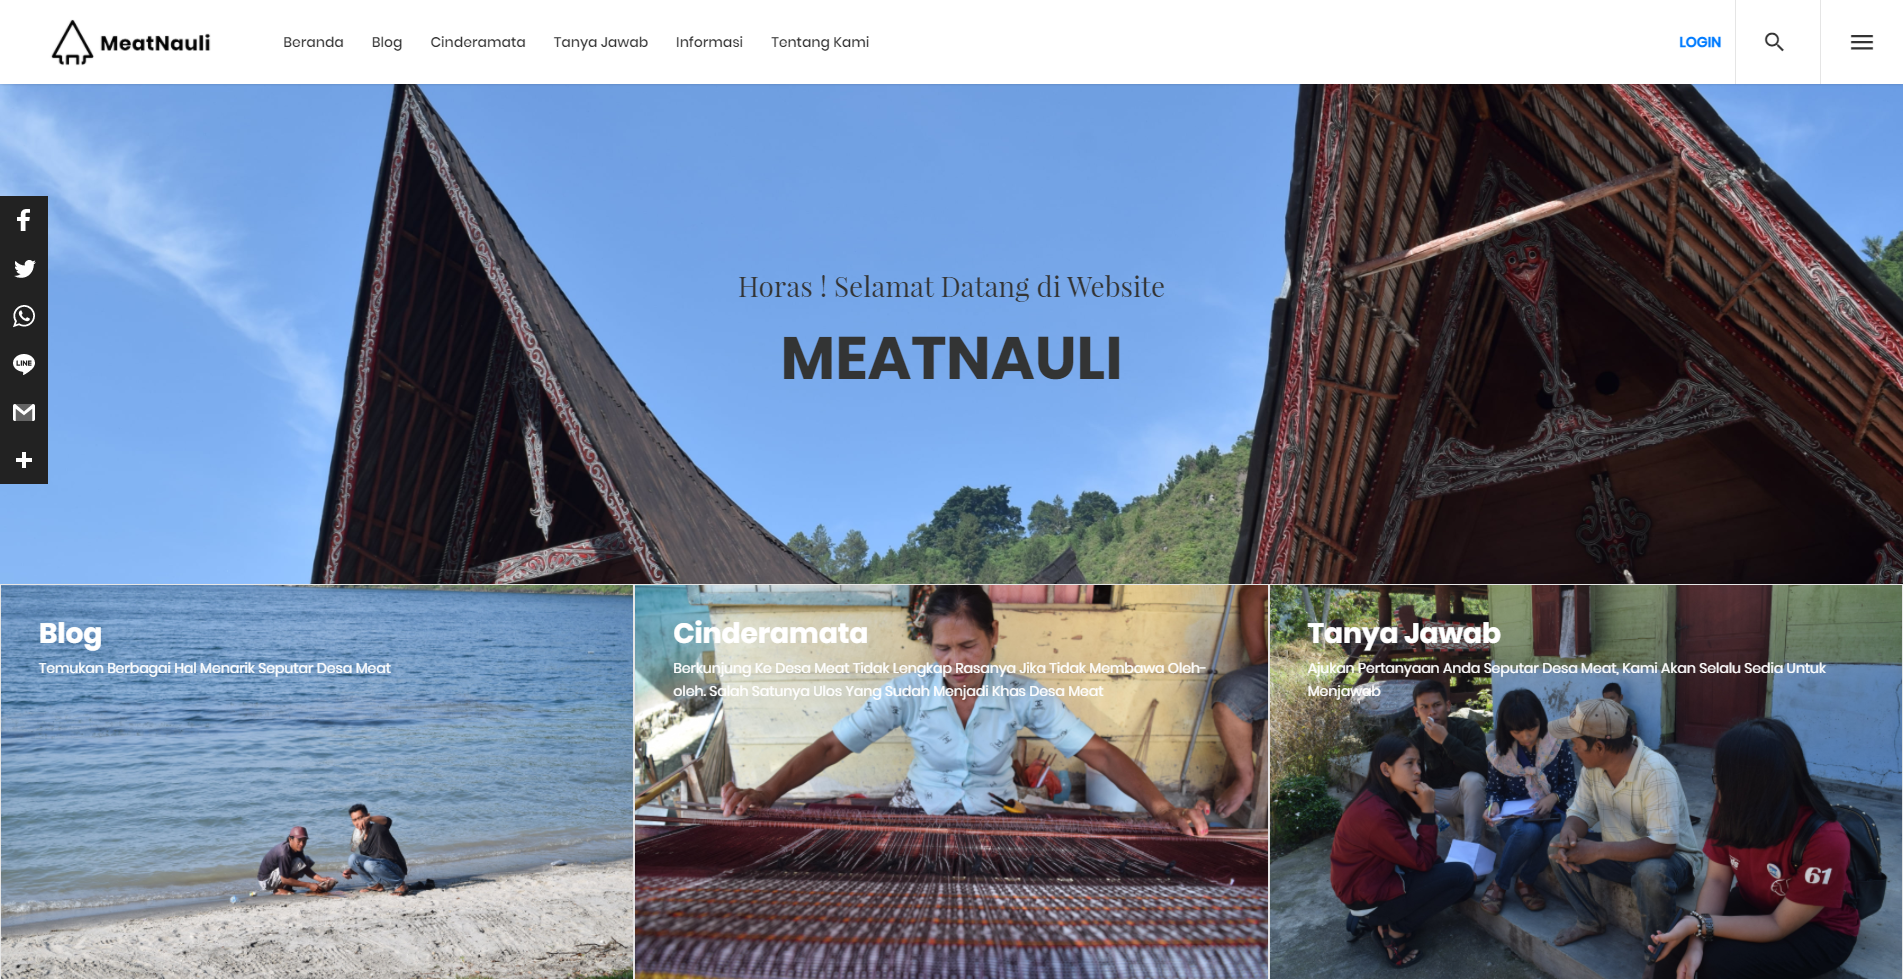 MeatNauli
Beranda Blog Cinderamata Tanya Jawab Informasi Tentang Kami
LOGIN
Horas ! Selamat Datang di Website
MEATNAULI
LINE
Blog
Temukan Berbagai Hal Menarik Seputar Desa Meat
Cinderamata
Berkunjung Ke Desa Meat Tidak Lengkap Rasanya Jika Tidak Membawa Oleh-
oleh. Salah Satunya Ulos Yang Sudah Menjadi Khas Desa Meat
Tanya Jawab
Ajukan Pertanyaan Anda Seputar Desa Meat, Kami Akan Selalu Sedia Untuk
Menjawab
61